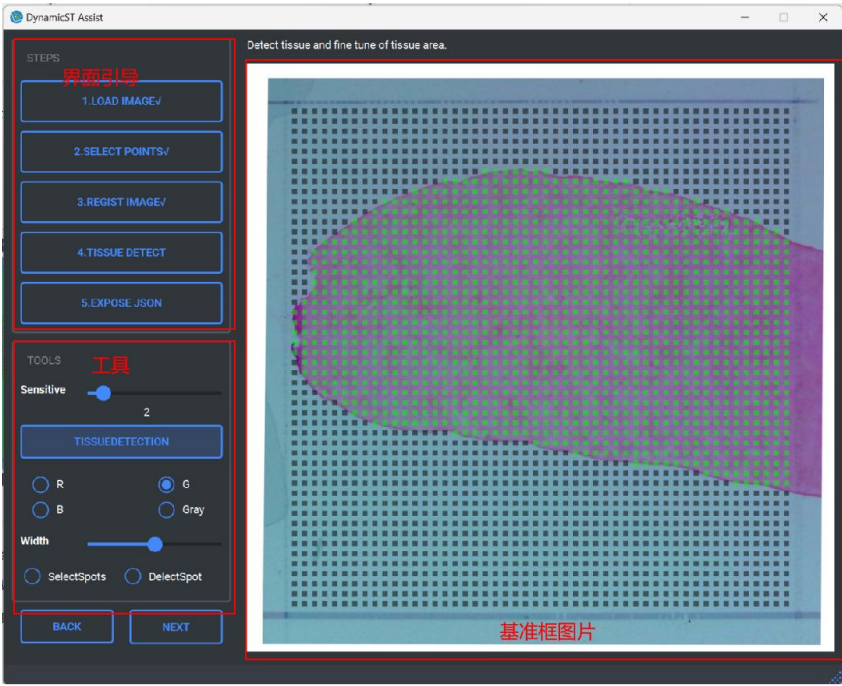 DynamicST Assist
Detect tissue and fine tune of tissue area.
STEPS
界面引导
1.LOAD IMAGE√
2.SELECT POINTS√
3.REGIST IMAGE√
4.TISSUE DETECT
5.EXPOSE JSON
TOOLS
工具
Sensitive
2
TISSUEDETECTION
R G
B Gray
Width
SelectSpots DelectSpot
BACK NEXT
基准框图片